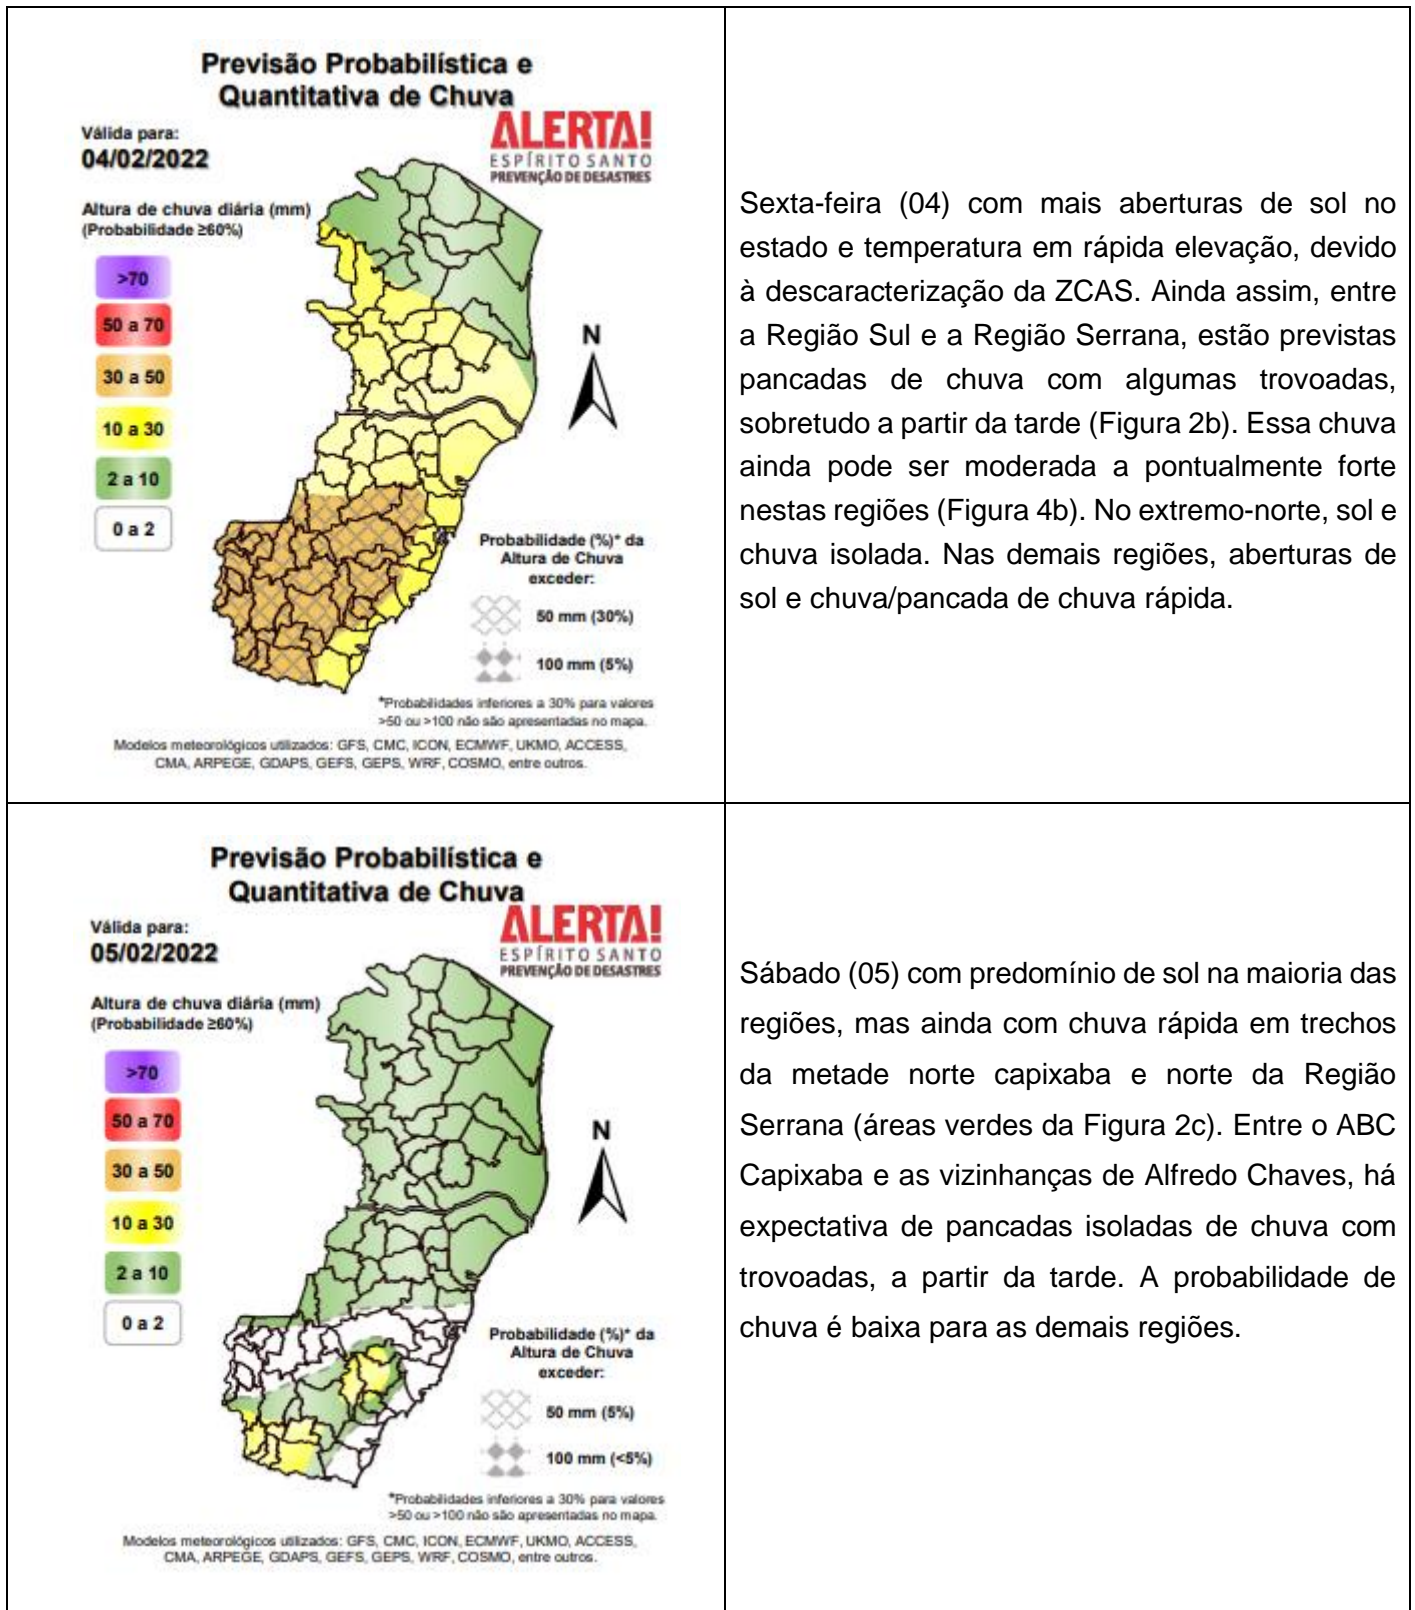 Previsão Probabilística e
Quantitativa de Chuva
ALERTA!
ESPÍRITO SANTO
PREVENÇÃO DE DESASTRES
Válida para:
04/02/2022
Altura de chuva diária (mm)
(Probabilidade ≥60%)
>70
50 a 70
30 a 50
10 a 30
2 a 10
0 a 2
N
Probabilidade (%)* da
Altura de Chuva
exceder:
50 mm (30%)
100 mm (5%)
*Probabilidades inferiores a 30% para valores
>50 ou >100 não são apresentadas no mapa.
Modelos meteorológicos utilizados: GFS, CMC, ICON, ECMWF, UKMO, ACCESS,
CMA, ARPEGE, GDAPS, GEFS, GEPS, WRF, COSMO, entre outros.
Sexta-feira (04) com mais aberturas de sol no
estado e temperatura em rápida elevação, devido
à descaracterização da ZCAS. Ainda assim, entre
a Região Sul e a Região Serrana, estão previstas
pancadas de chuva com algumas trovoadas,
sobretudo a partir da tarde (Figura 2b). Essa chuva
ainda pode ser moderada a pontualmente forte
nestas regiões (Figura 4b). No extremo-norte, sol e
chuva isolada. Nas demais regiões, aberturas de
sol e chuva/pancada de chuva rápida.
Previsão Probabilística e
Quantitativa de Chuva
ALERTA!
ESPÍRITO SANTO
PREVENÇÃO DE DESASTRES
Válida para:
05/02/2022
Altura de chuva diária (mm)
(Probabilidade ≥60%)
>70
50 a 70
30 a 50
10 a 30
2 a 10
0 a 2
N
Probabilidade (%)* da
Altura de Chuva
exceder:
50 mm (5%)
100 mm (<5%)
*Probabilidades inferiores a 30% para valores
>50 ou >100 não são apresentadas no mapa.
Modelos meteorológicos utilizados: GFS, CMC, ICON, ECMWF, UKMO, ACCESS,
CMA, ARPEGE, GDAPS, GEFS, GEPS, WRF, COSMO, entre outros.
Sábado (05) com predomínio de sol na maioria das
regiões, mas ainda com chuva rápida em trechos
da metade norte capixaba e norte da Região
Serrana (áreas verdes da Figura 2c). Entre o ABC
Capixaba e as vizinhanças de Alfredo Chaves, há
expectativa de pancadas isoladas de chuva com
trovoadas, a partir da tarde. A probabilidade de
chuva é baixa para as demais regiões.